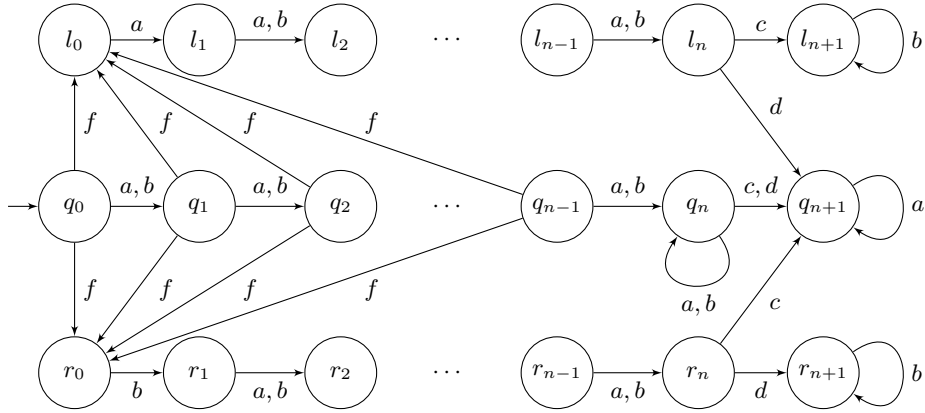 a a, b a, b c
l_0 l_1 l_2 ⋯ l_{n−1} l_n l_{n+1} b
d
f f f f
a, b a, b a, b c, d
q_0 q_1 q_2 ⋯ q_{n−1} q_n q_{n+1} a
f f f f
a, b c
r_0 r_1 r_2 ⋯ r_{n−1} r_n r_{n+1} b
b a, b a, b d